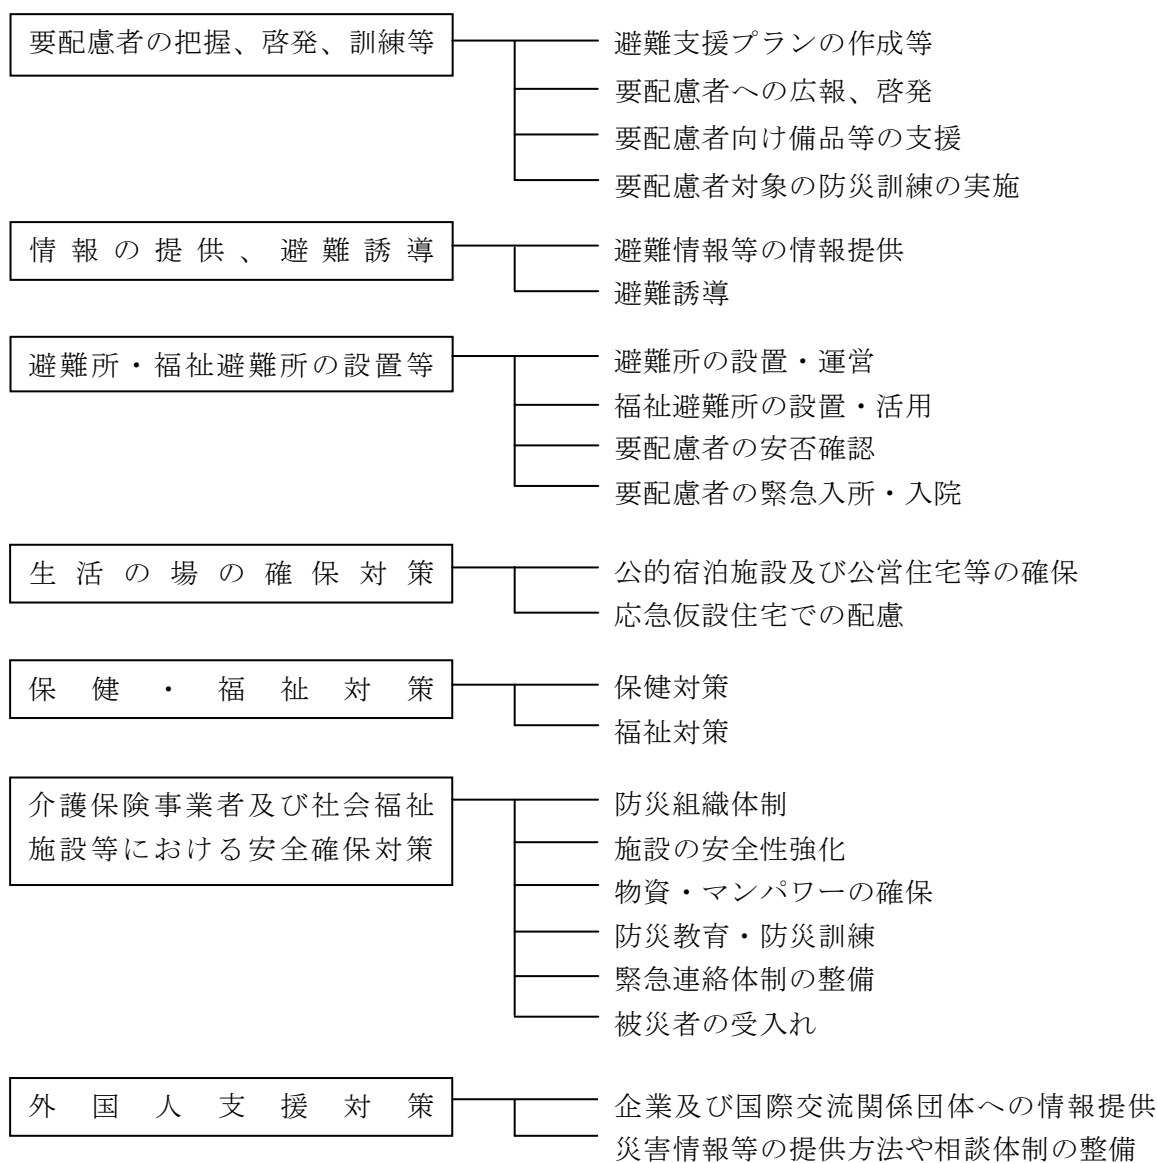 要配慮者の把握、啓発、訓練等
避難支援プランの作成等
要配慮者への広報、啓発
要配慮者向け備品等の支援
要配慮者対象の防災訓練の実施
情報の提供、避難誘導
避難情報等の情報提供
避難誘導
避難所・福祉避難所の設置等
避難所の設置・運営
福祉避難所の設置・活用
要配慮者の安否確認
要配慮者の緊急入所・入院
生活の場の確保対策
公的宿泊施設及び公営住宅等の確保
応急仮設住宅での配慮
保健・福祉対策
保健対策
福祉対策
介護保険事業者及び社会福祉
施設等における安全確保対策
防災組織体制
施設の安全性強化
物資・マンパワーの確保
防災教育・防災訓練
緊急連絡体制の整備
被災者の受入れ
外国人支援対策
企業及び国際交流関係団体への情報提供
災害情報等の提供方法や相談体制の整備